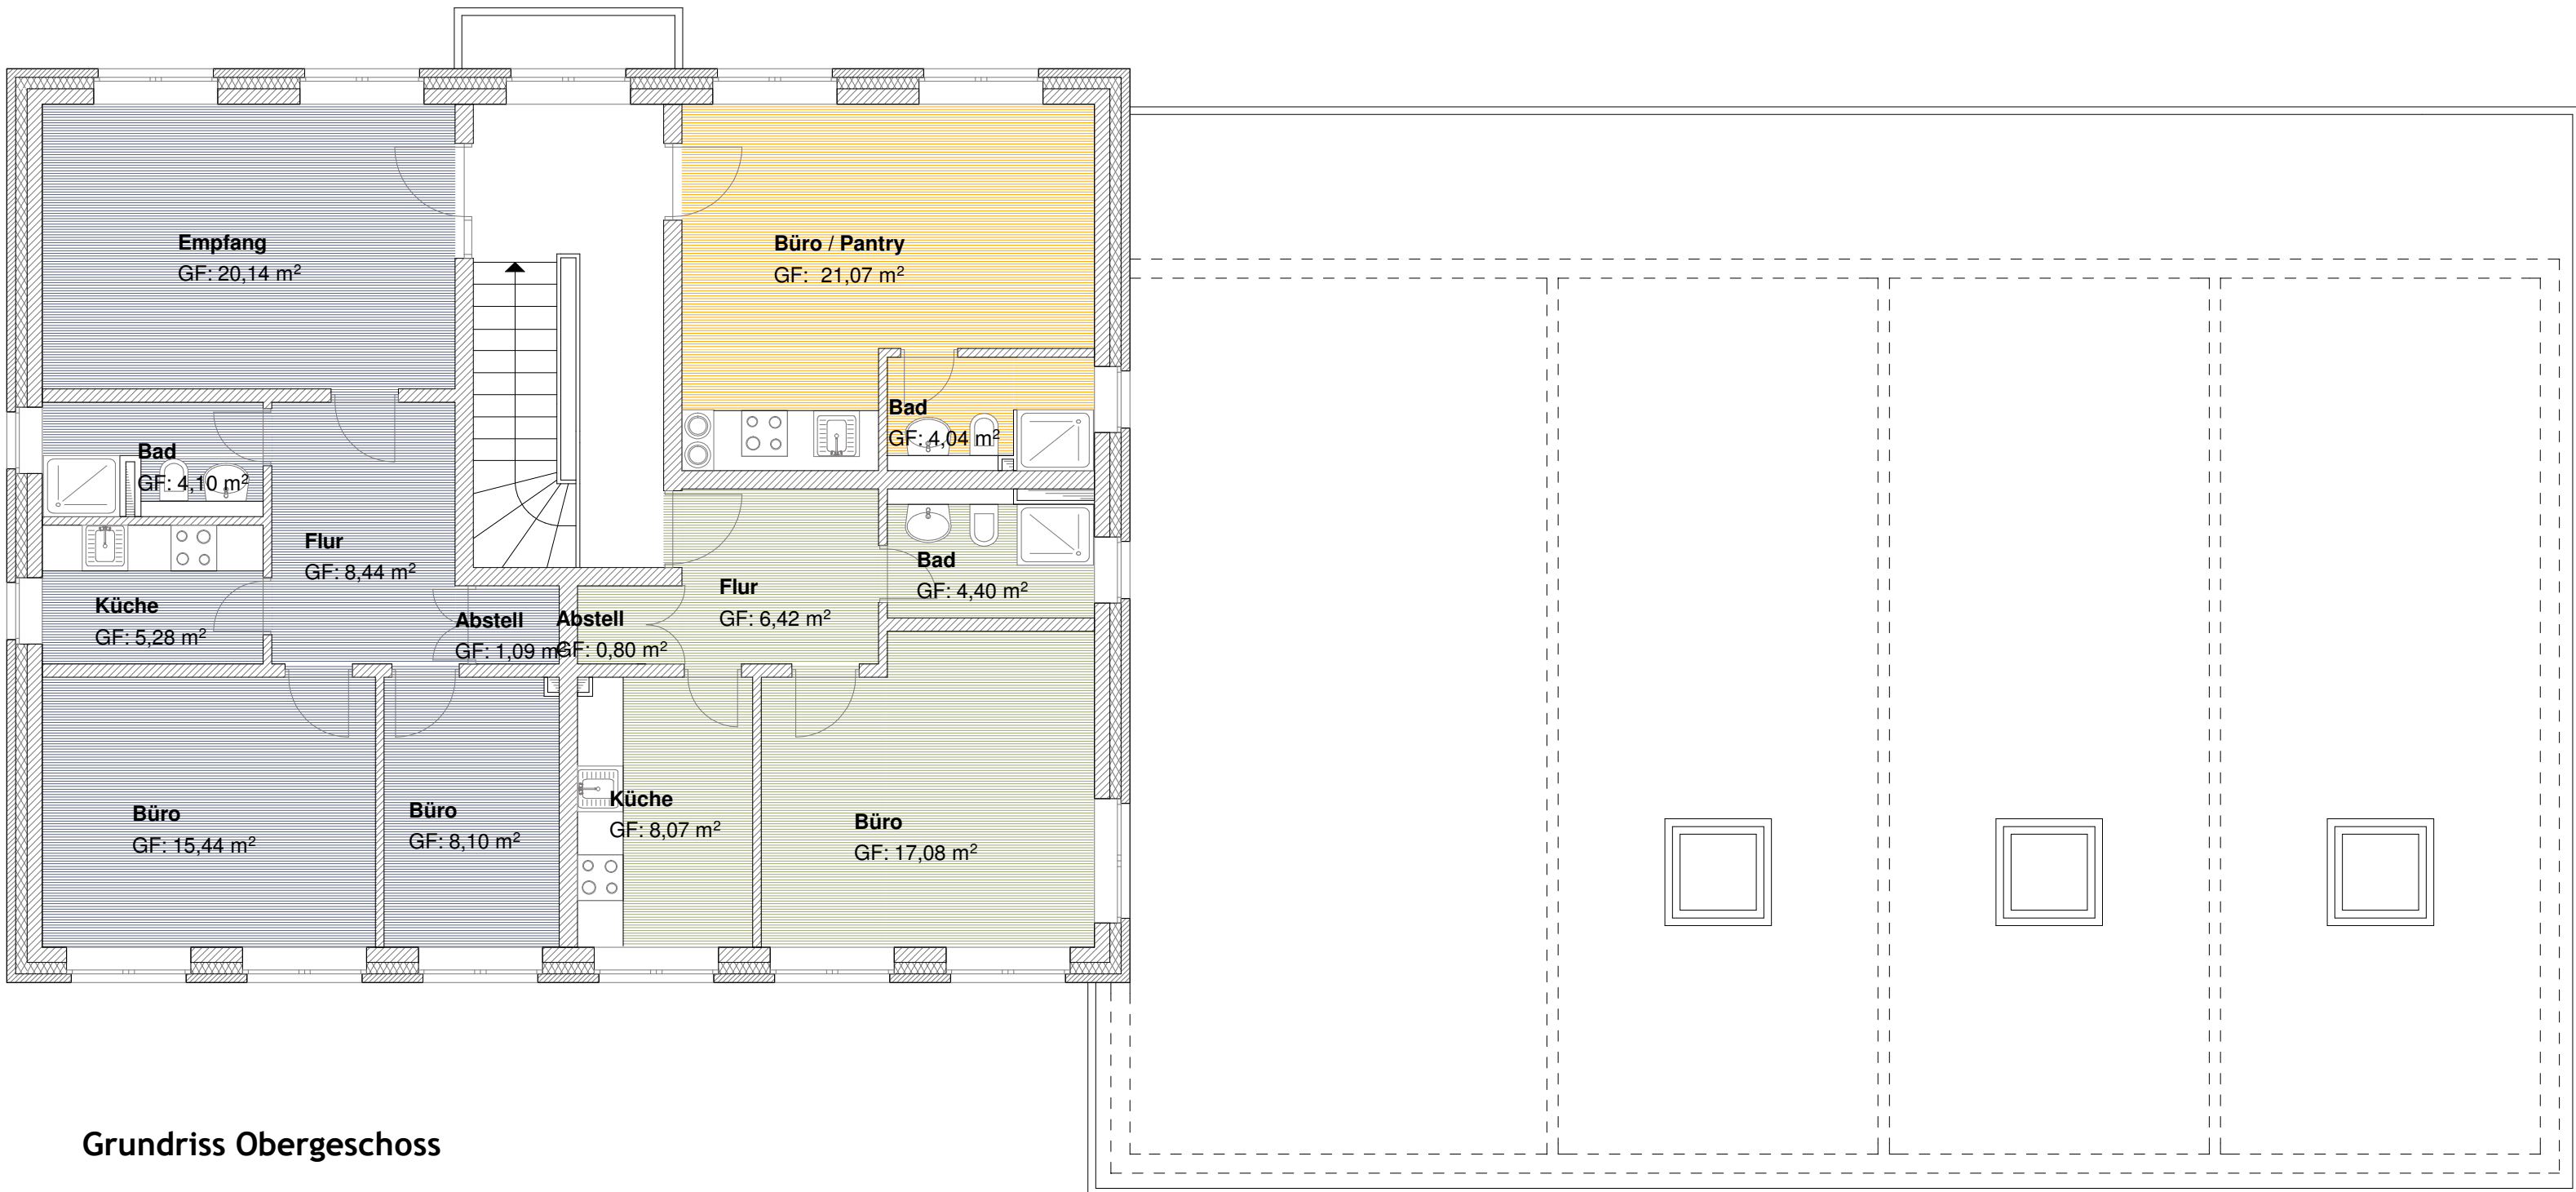 Empfang
GF: 20,14 m²
Büro / Pantry
GF: 21,07 m²
Bad
GF: 4,04 m²
Bad
GF: 4,10 m²
Flur
GF: 8,44 m²
Bad
GF: 4,40 m²
Küche
GF: 5,28 m²
Abstell
GF: 1,09 m²
Abstell
GF: 0,80 m²
Flur
GF: 6,42 m²
Büro
GF: 15,44 m²
Büro
GF: 8,10 m²
Küche
GF: 8,07 m²
Büro
GF: 17,08 m²
Grundriss Obergeschoss